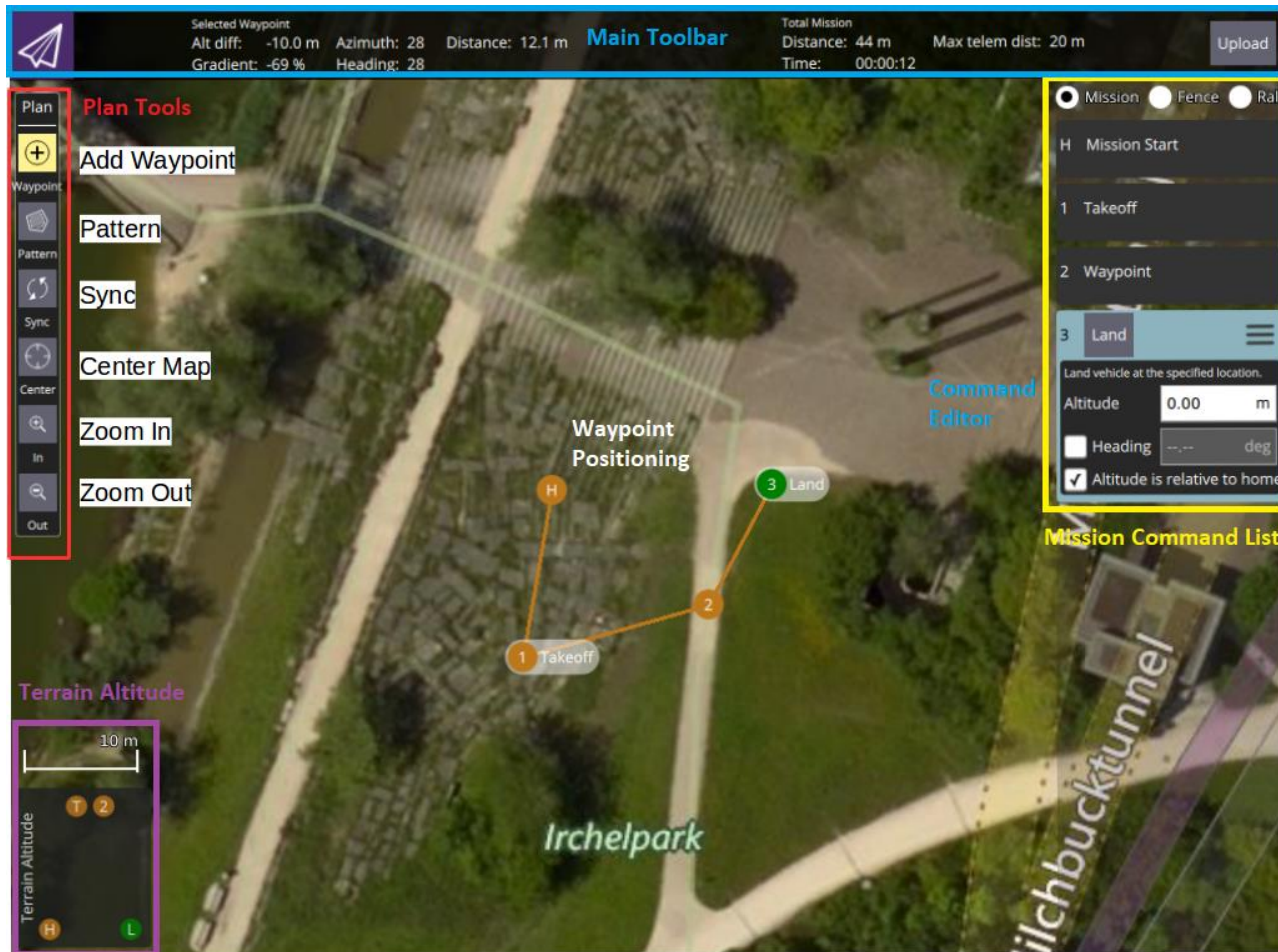 Selected Waypoint
Alt diff: -10.0 m Azimuth: 28 Distance: 12.1 m
Gradient: -69 % Heading: 28
Main Toolbar
Total Mission
Distance: 44 m Max telem dist: 20 m
Time: 00:00:12
Upload
Plan
Plan Tools
Waypoint
Add Waypoint
Pattern
Pattern
Sync
Sync
Center
Center Map
In
Zoom In
Out
Zoom Out
Mission Fence Ral
H Mission Start
1 Takeoff
2 Waypoint
3 Land
Land vehicle at the specified location.
Altitude 0.00 m
Heading --.-- deg
Altitude is relative to home
Command
Editor
Mission Command List
Waypoint
Positioning
H
3 Land
2
1 Takeoff
Terrain Altitude
10 m
T 2
Terrain Altitude
H L
Irchelpark
ilchbucktunnel